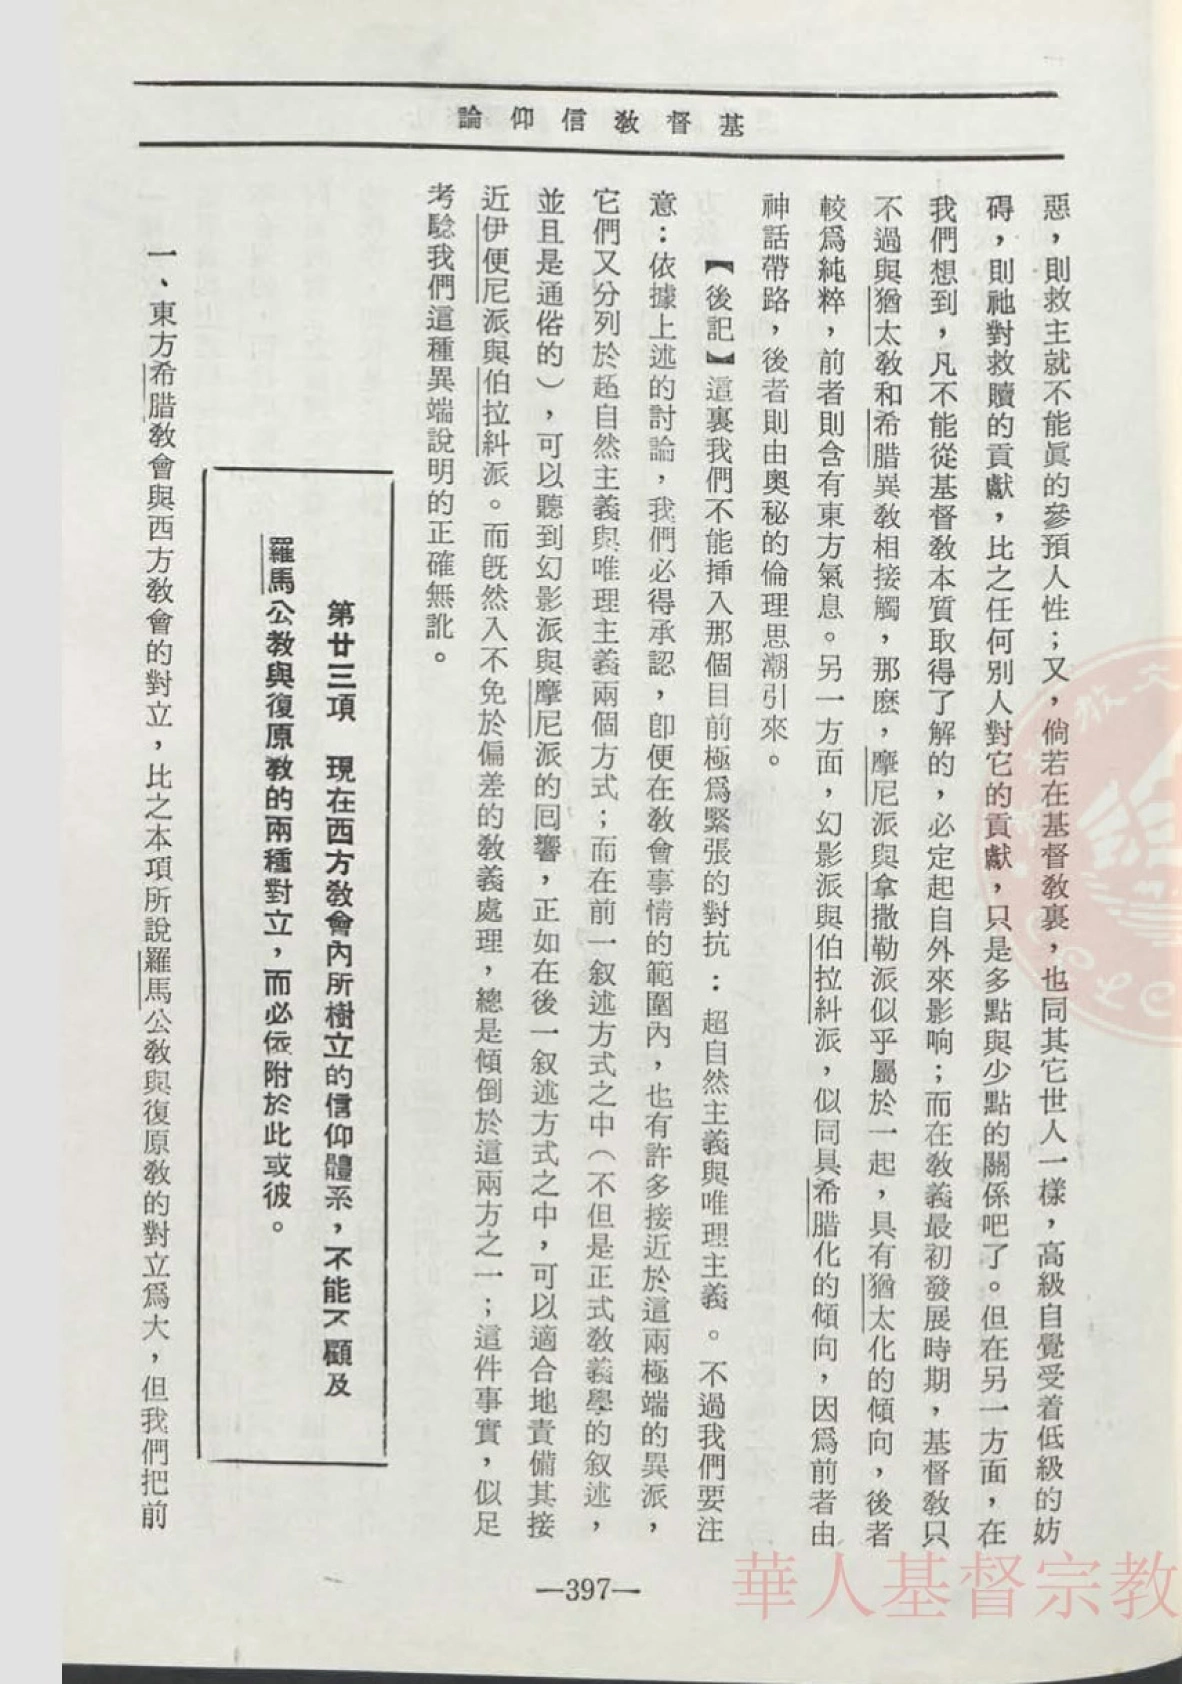 基督教信仰論
惡，則救主就不能眞的參預人性；又，倘若在基督教裏，也同其它世人一樣，高級自覺受着低級的妨
碍，則祂對救贖的貢獻，比之任何別人對它的貢獻，只是多點與少點的關係吧了。但在另一方面，在
我們想到，凡不能從基督教本質取得了解的，必定起自外來影响；而在教義最初發展時期，基督教只
不過與猶太教和希腊異教相接觸，那麽，摩尼派與拿撒勒派似乎屬於一起，具有猶太化的傾向，後者
較爲純粹，前者則含有東方氣息。另一方面，幻影派與伯拉糾派，似同具希腊化的傾向，因爲前者由
神話帶路，後者則由奧秘的倫理思潮引來。
【後記】這裏我們不能揷入那個目前極爲緊張的對抗：超自然主義與唯理主義。不過我們要注
意：依據上述的討論，我們必得承認，即便在教會事情的範圍內，也有許多接近於這兩極端的異派，
它們又分列於超自然主義與唯理主義兩個方式；而在前一叙述方式之中（不但是正式教義學的叙述，
並且是通俗的），可以聽到幻影派與摩尼派的回響，正如在後一叙述方式之中，可以適合地責備其接
近伊便尼派與伯拉糾派。而旣然入不免於偏差的教義處理，總是傾倒於這兩方之一；這件事實，似足
考驗我們這種異端說明的正確無訛。
第廿三項　現在西方教會內所樹立的信仰體系，不能不顧及
羅馬公教與復原教的兩種對立，而必依附於此或彼。
一、東方希腊教會與西方教會的對立，比之本項所說羅馬公教與復原教的對立爲大，但我們把前
—397—
華人基督宗教